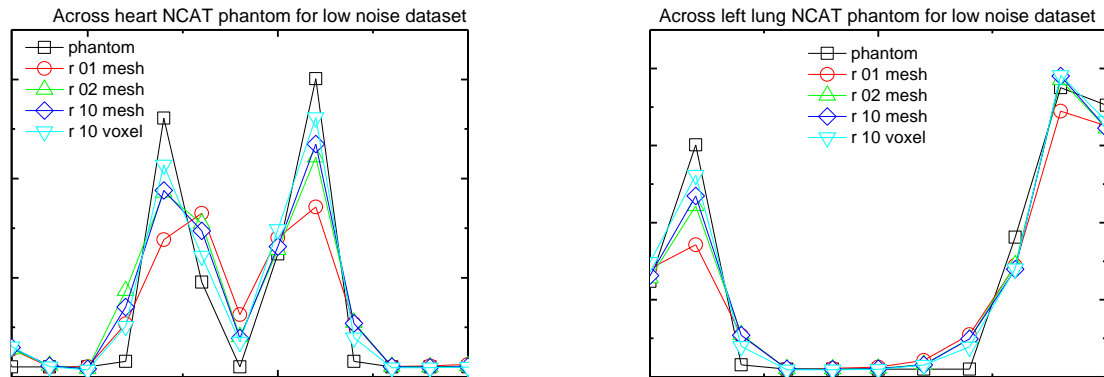 Across heart NCAT phantom for low noise dataset
phantom
r 01 mesh
r 02 mesh
r 10 mesh
r 10 voxel
Across left lung NCAT phantom for low noise dataset
phantom
r 01 mesh
r 02 mesh
r 10 mesh
r 10 voxel